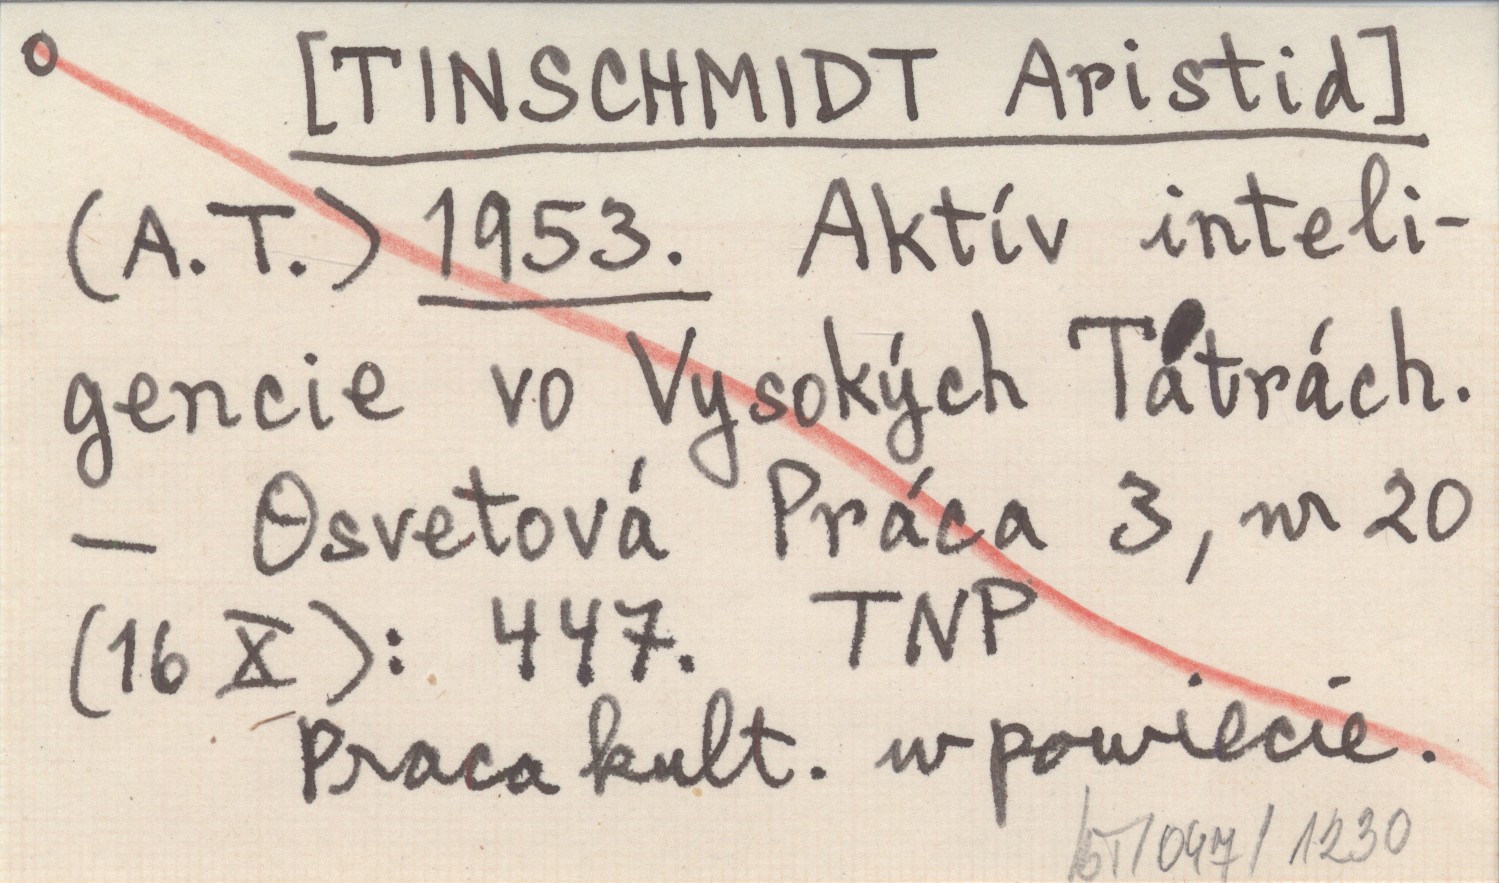 [TINSCHMIDT Aristid]
(A.T.) 1953. Aktív inteli-
gencie vo Vysokých Tatrách.
— Osvetová Práca 3, nr 20
(16 X): 447. TNP
Praca kult. w powiecie.
/047/1230